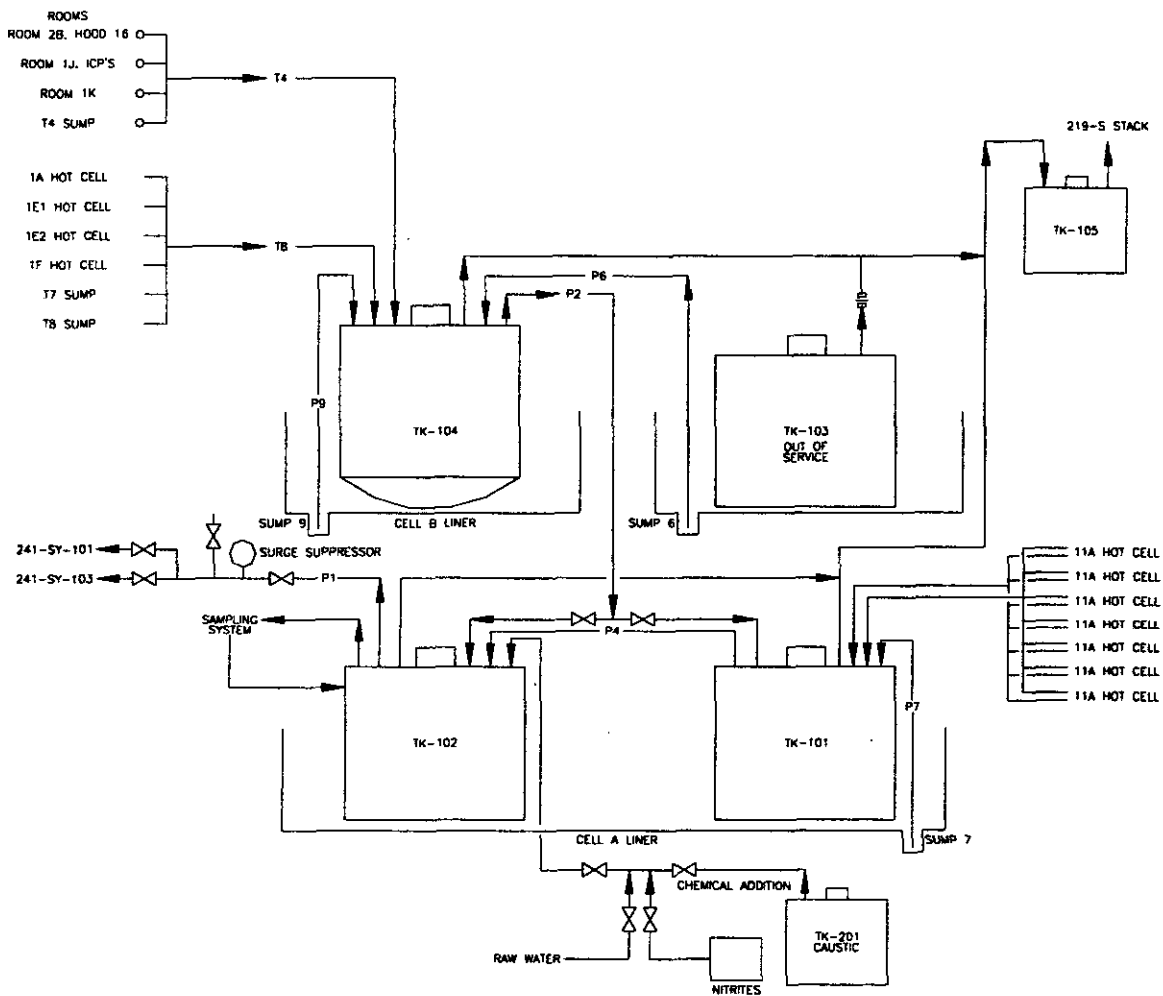 ROOMS
ROOM 2B, HOOD 16
ROOM 1J, ICP'S
ROOM 1K
T4 SUMP
T4
1A HOT CELL
1E1 HOT CELL
1E2 HOT CELL
1F HOT CELL
T7 SUMP
T8 SUMP
T8
219-S STACK
TK-105
P6
P2
P9
TK-104
TK-103
OUT OF
SERVICE
SUMP 9
CELL B LINER
SUMP 6
241-SY-101
241-SY-103
SURGE SUPPRESSOR
P1
SAMPLING
SYSTEM
P4
11A HOT CELL
11A HOT CELL
11A HOT CELL
11A HOT CELL
11A HOT CELL
11A HOT CELL
11A HOT CELL
P7
TK-102
TK-101
CELL A LINER
SUMP 7
CHEMICAL ADDITION
TK-201
CAUSTIC
RAW WATER
NITRITES